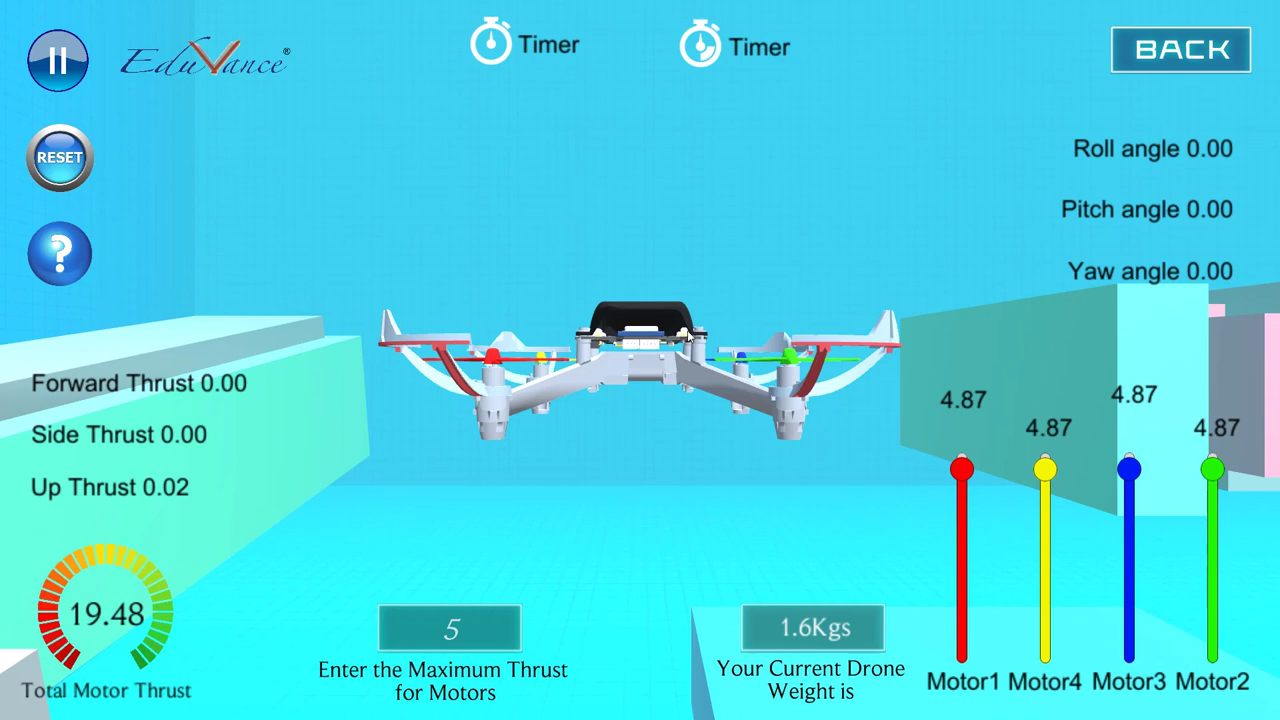 EduVance®
Timer
Timer
BACK
RESET
?
Roll angle 0.00
Pitch angle 0.00
Yaw angle 0.00
Forward Thrust 0.00
Side Thrust 0.00
Up Thrust 0.02
4.87
4.87
4.87
4.87
19.48
Total Motor Thrust
5
Enter the Maximum Thrust
for Motors
1.6Kgs
Your Current Drone
Weight is
Motor1 Motor4 Motor3 Motor2